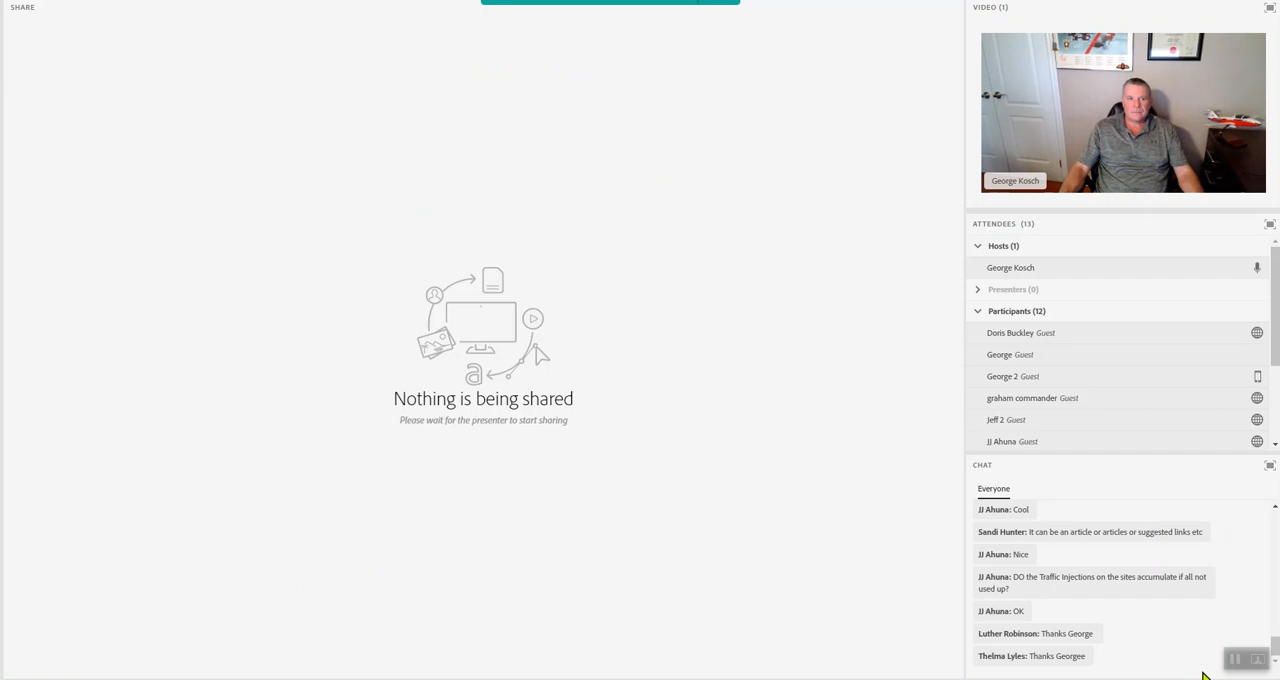 SHARE
Nothing is being shared
Please wait for the presenter to start sharing
VIDEO (1)
George Kosch
ATTENDEES (13)
Hosts (1)
George Kosch
Presenters (0)
Participants (12)
Doris Buckley Guest
George Guest
George 2 Guest
graham commander Guest
Jeff 2 Guest
JJ Ahuna Guest
CHAT
Everyone
JJ Ahuna: Cool
Sandi Hunter: It can be an article or articles or suggested links etc
JJ Ahuna: Nice
JJ Ahuna: DO the Traffic Injections on the sites accumulate if all not
used up?
JJ Ahuna: OK
Luther Robinson: Thanks George
Thelma Lyles: Thanks Georgee